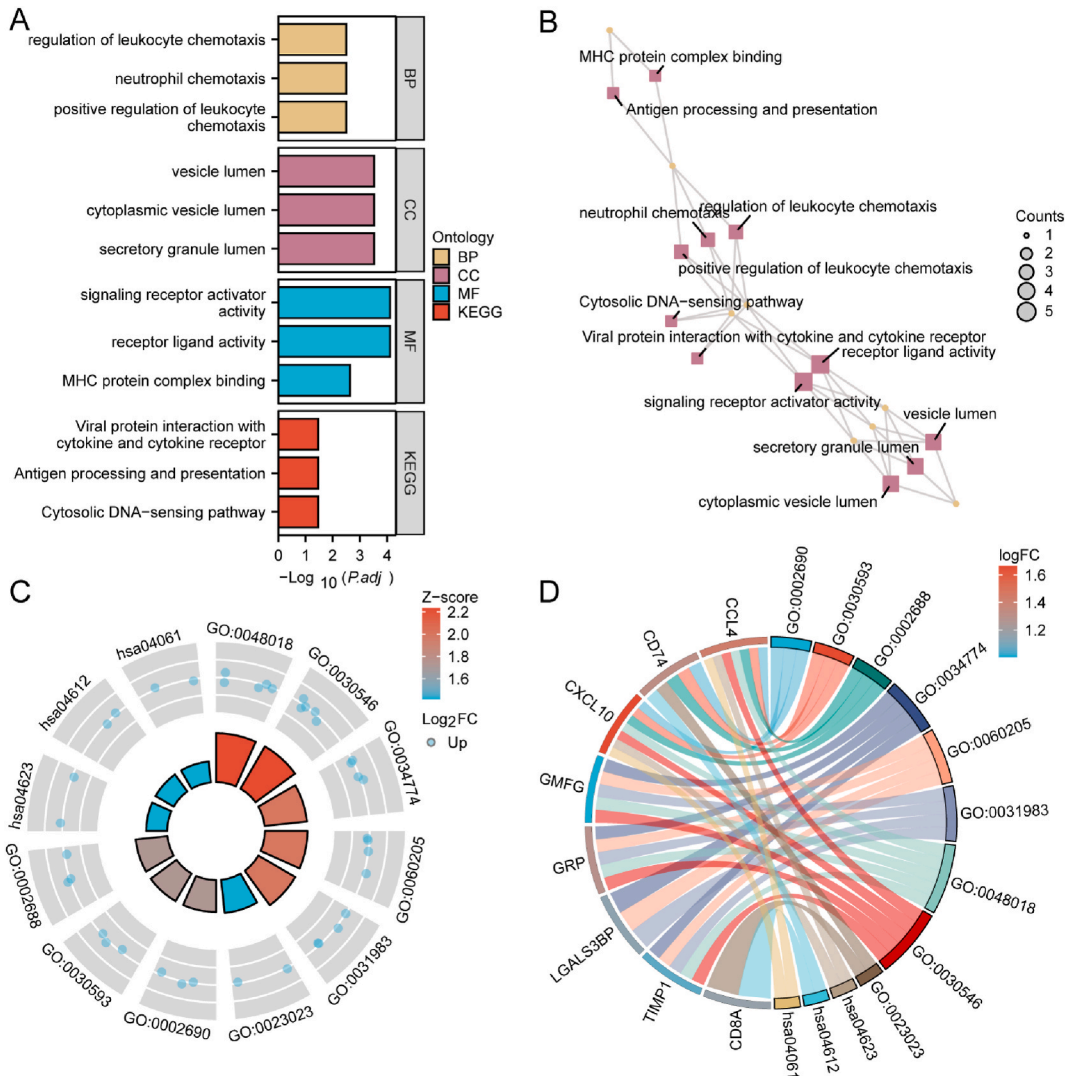 A
regulation of leukocyte chemotaxis
neutrophil chemotaxis
positive regulation of leukocyte
chemotaxis
BP
vesicle lumen
cytoplasmic vesicle lumen
secretory granule lumen
CC
signaling receptor activator
activity
receptor ligand activity
MHC protein complex binding
MF
Viral protein interaction with
cytokine and cytokine receptor
Antigen processing and presentation
Cytosolic DNA−sensing pathway
KEGG
0 1 2 3 4
−Log 10 (P.adj)
Ontology
BP
CC
MF
KEGG
B
MHC protein complex binding
Antigen processing and presentation
regulation of leukocyte chemotaxis
neutrophil chemotaxis
positive regulation of leukocyte chemotaxis
Cytosolic DNA−sensing pathway
Viral protein interaction with cytokine and cytokine receptor
receptor ligand activity
signaling receptor activator activity
vesicle lumen
secretory granule lumen
cytoplasmic vesicle lumen
Counts
1
2
3
4
5
C
GO:0048018
GO:0030546
GO:0034774
GO:0060205
GO:0031983
GO:0023023
GO:0002690
GO:0030593
GO:0002688
hsa04623
hsa04612
hsa04061
Z−score
2.2
2.0
1.8
1.6
1.4
Log2FC
Up
D
GO:0002690
GO:0030593
GO:0002688
GO:0034774
GO:0060205
GO:0031983
GO:0048018
GO:0030546
GO:0023023
hsa04623
hsa04612
hsa04061
CD8A
TIMP1
LGALS3BP
GRP
GMFG
CXCL10
CD74
CCL4
logFC
1.6
1.4
1.2